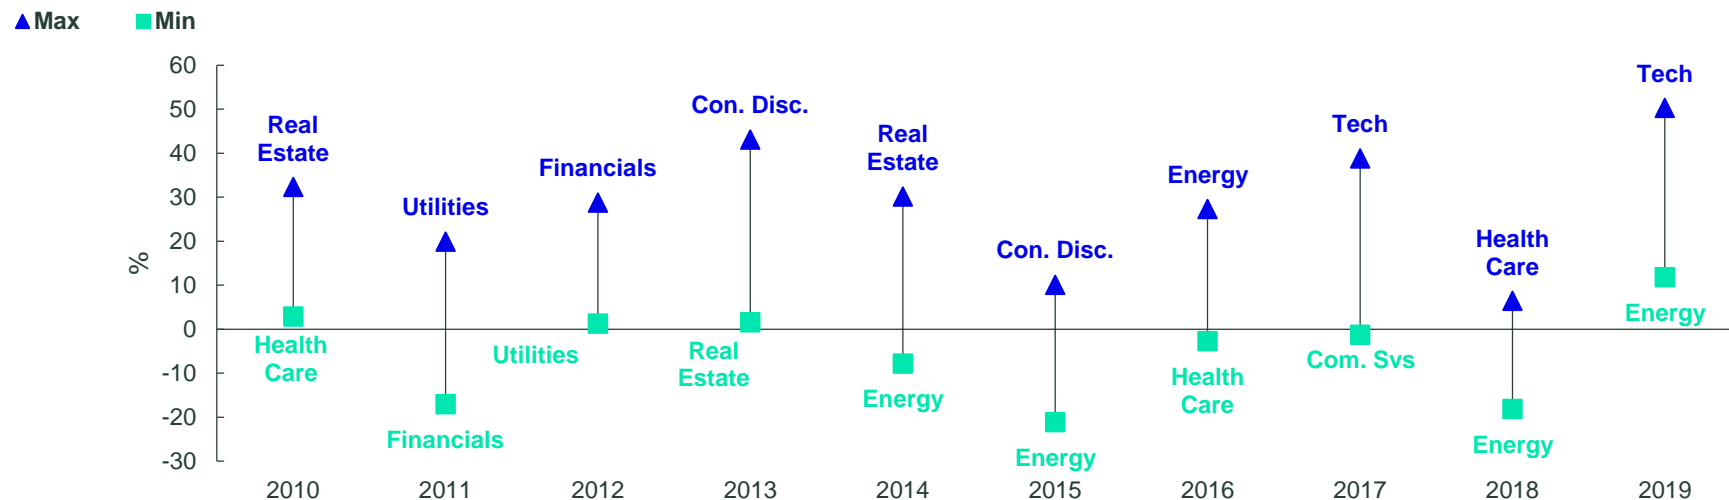 Max Min
60
50
40
30
20
10
0
-10
-20
-30
%
Real
Estate
Health
Care
Utilities
Financials
Financials
Utilities
Con. Disc.
Real
Estate
Real
Estate
Energy
Con. Disc.
Energy
Energy
Health
Care
Tech
Com. Svs
Health
Care
Energy
Tech
Energy
2010 2011 2012 2013 2014 2015 2016 2017 2018 2019